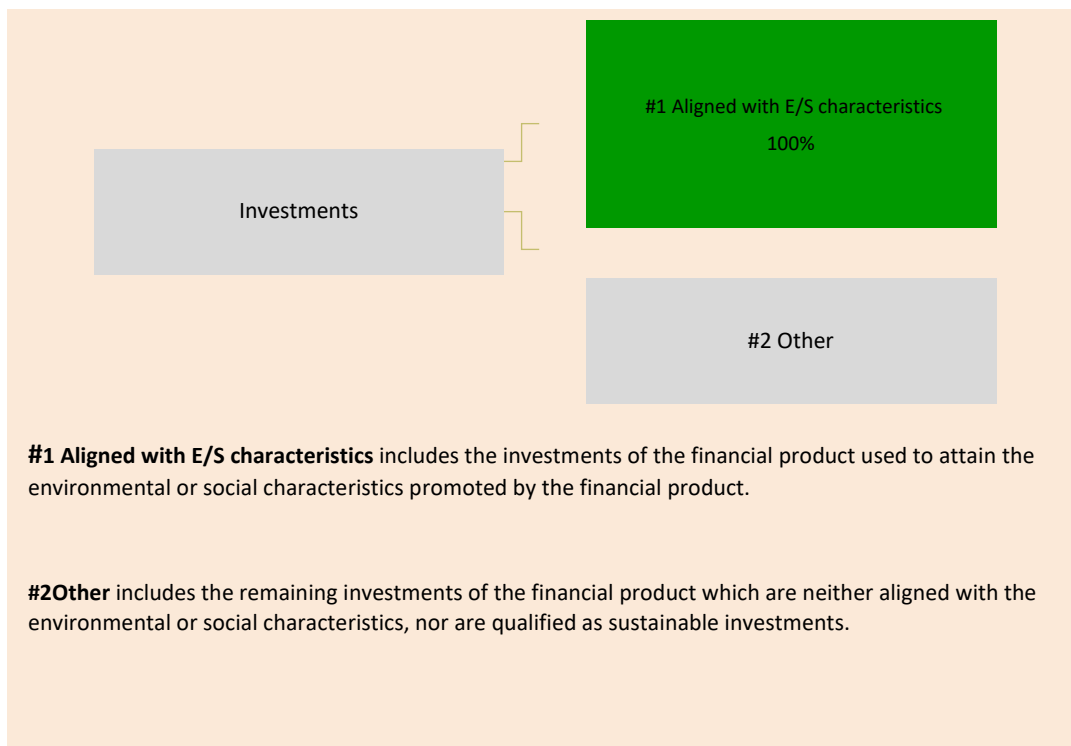 #1 Aligned with E/S characteristics
100%
Investments
#2 Other
#1 Aligned with E/S characteristics includes the investments of the financial product used to attain the
environmental or social characteristics promoted by the financial product.
#2Other includes the remaining investments of the financial product which are neither aligned with the
environmental or social characteristics, nor are qualified as sustainable investments.